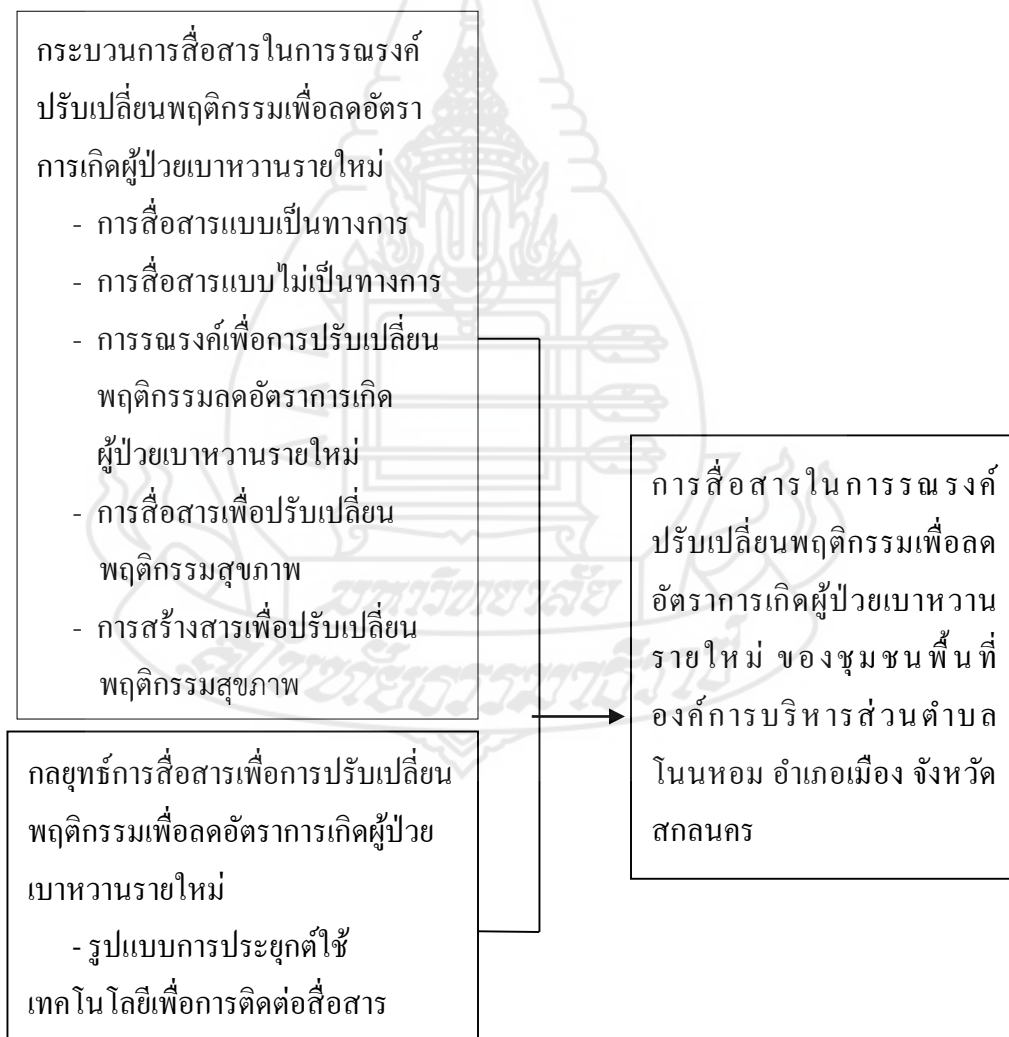 กระบวนการสื่อสารในการรณรงค์
ปรับเปลี่ยนพฤติกรรมเพื่อลดอัตรา
การเกิดผู้ป่วยเบาหวานรายใหม่
- การสื่อสารแบบเป็นทางการ
- การสื่อสารแบบไม่เป็นทางการ
- การรณรงค์เพื่อการปรับเปลี่ยน
พฤติกรรมลดอัตราการเกิด
ผู้ป่วยเบาหวานรายใหม่
- การสื่อสารเพื่อปรับเปลี่ยน
พฤติกรรมสุขภาพ
- การสร้างสารเพื่อปรับเปลี่ยน
พฤติกรรมสุขภาพ
กลยุทธ์การสื่อสารเพื่อการปรับเปลี่ยน
พฤติกรรมเพื่อลดอัตราการเกิดผู้ป่วย
เบาหวานรายใหม่
- รูปแบบการประยุกต์ใช้
เทคโนโลยีเพื่อการติดต่อสื่อสาร
การสื่อสารในการรณรงค์
ปรับเปลี่ยนพฤติกรรมเพื่อลด
อัตราการเกิดผู้ป่วยเบาหวาน
รายใหม่ ของชุมชนพื้นที่
องค์การบริหารส่วนตำบล
โนนหอม อำเภอเมือง จังหวัด
สกลนคร
มหาวิทยาลัย
สุโขทัยธรรมาธิราช